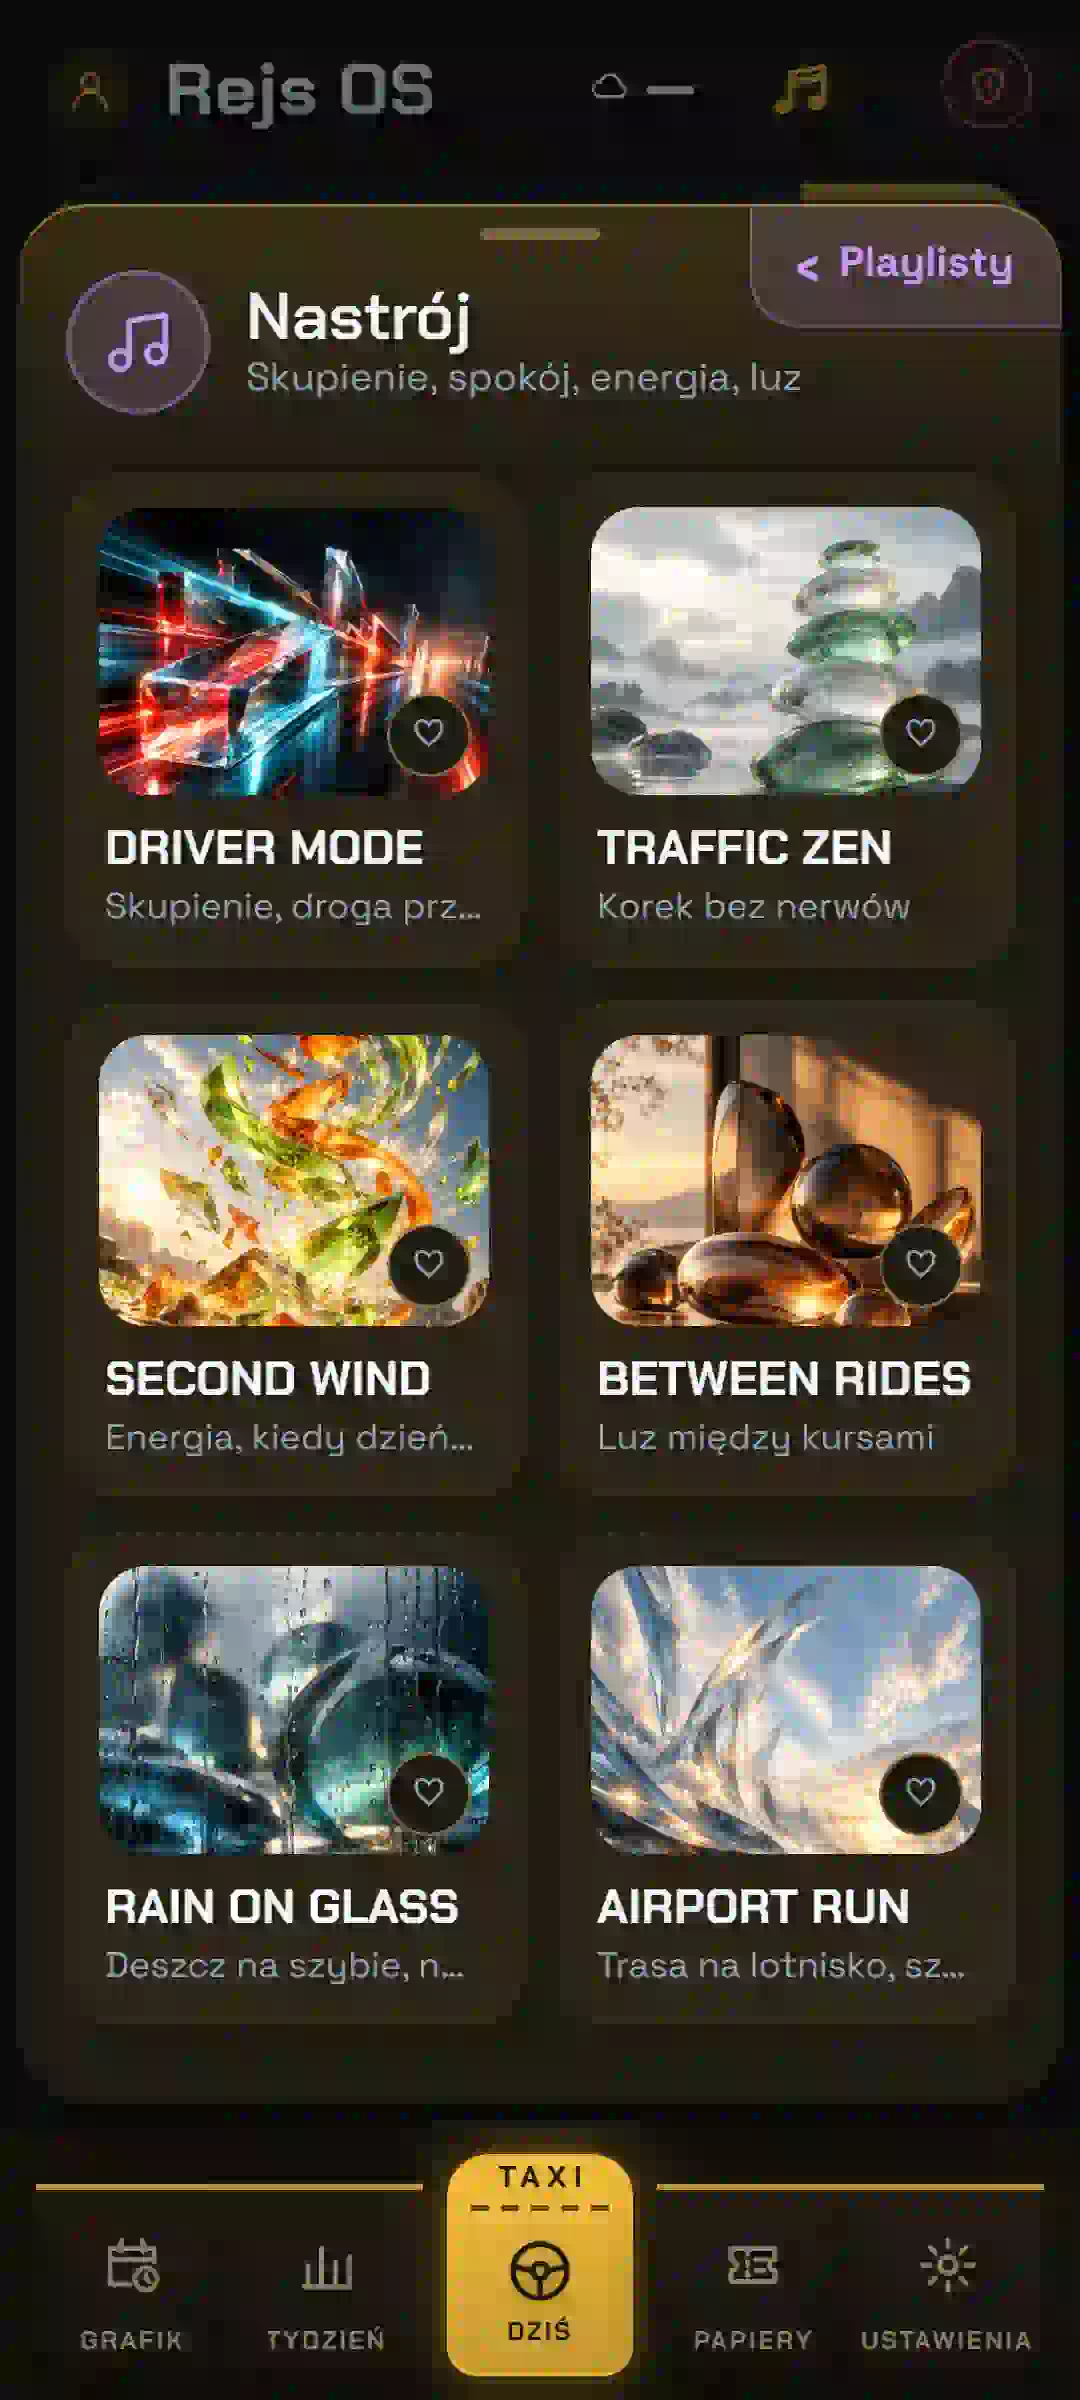 Rejs OS
< Playlisty
Nastrój
Skupienie, spokój, energia, luz
DRIVER MODE
Skupienie, droga prz...
TRAFFIC ZEN
Korek bez nerwów
SECOND WIND
Energia, kiedy dzień...
BETWEEN RIDES
Luz między kursami
RAIN ON GLASS
Deszcz na szybie, n...
AIRPORT RUN
Trasa na lotnisko, sz...
TAXI
GRAFIK
TYDZIEŃ
DZIŚ
PAPIERY
USTAWIENIA